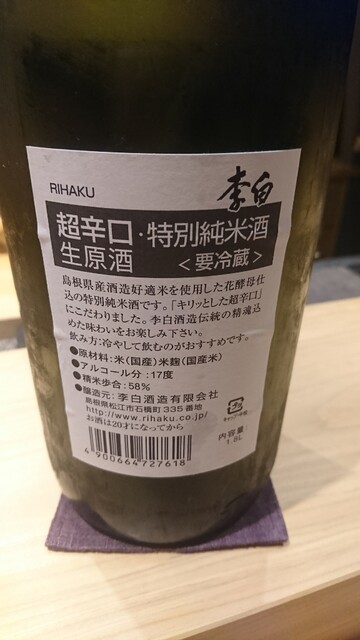 RIHAKU
李白
超辛口・特別純米酒
生原酒 <要冷蔵>
島根県産酒造好適米を使用した花酵母仕
込の特別純米酒です。「キリッとした超辛口」
にこだわりました。李白酒造伝統の精魂込
めた味わいをお楽しみ下さい。
飲み方:冷やして飲むのがおすすめです。
●原材料:米(国産)米麹(国産米)
●アルコール分:17度
●精米歩合:58%
●醸造元:李白酒造有限会社
島根県松江市石橋町335番地
http://www.rihaku.co.jp/
お酒は20才になってから
4900664727618
内容量
1.8L